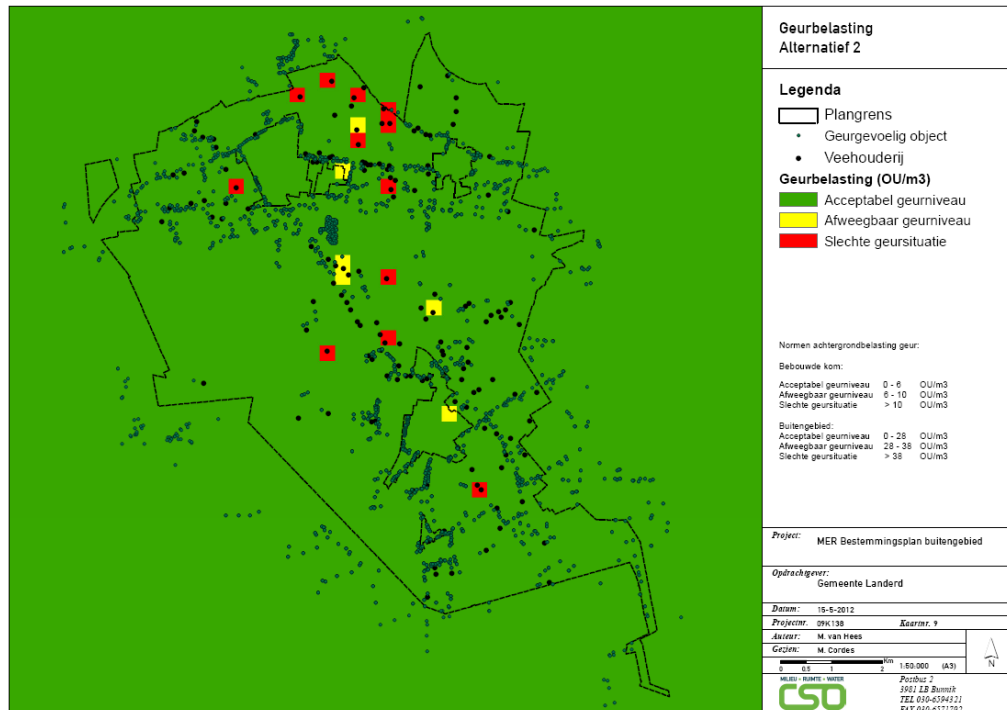 Geurbelasting
Alternatief 2
Legenda
Plangrens
Geurgevoelig object
Veehouderij
Geurbelasting (OU/m3)
Acceptabel geurniveau
Afweegbaar geurniveau
Slechte geursituatie
Normen achtergrondbelasting geur:
Bebouwde kom:
Acceptabel geurniveau 0 - 6 OU/m3
Afweegbaar geurniveau 6 - 10 OU/m3
Slechte geursituatie > 10 OU/m3
Buitengebied:
Acceptabel geurniveau 0 - 28 OU/m3
Afweegbaar geurniveau 28 - 38 OU/m3
Slechte geursituatie > 38 OU/m3
Project: MER Bestemmingsplan buitengebied
Opdrachtgever:
Gemeente Landerd
Datum: 15-5-2012
Projectnr. 09K138 Kaartnr. 9
Auteur: M. van Hees
Gezien: M. Cordes
Km
0 0,5 1 2
1:50.000 (A3)
N
MILIEU - RUIMTE - WATER
CSO
Postbus 2
3981 LB Bunnik
TEL 030-6594321
FAX 030-6571792